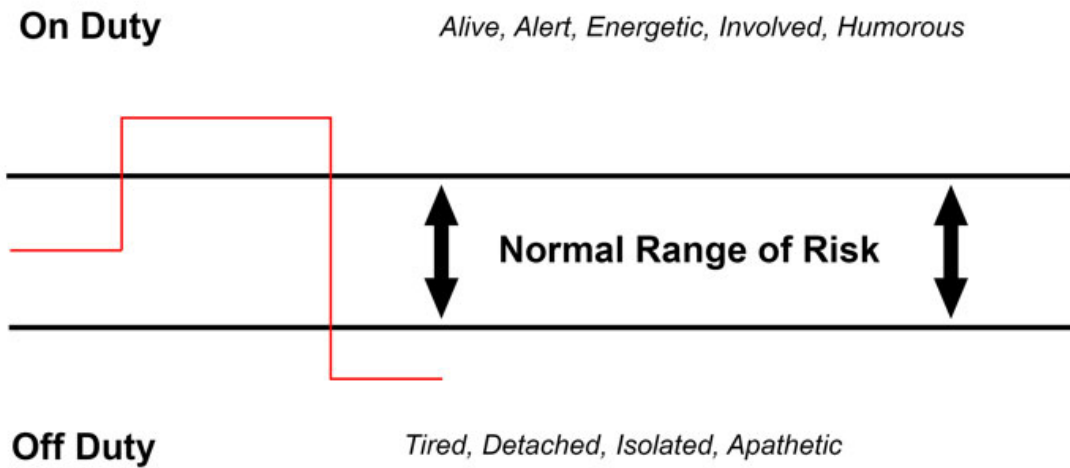 On Duty
Alive, Alert, Energetic, Involved, Humorous
Normal Range of Risk
Off Duty
Tired, Detached, Isolated, Apathetic